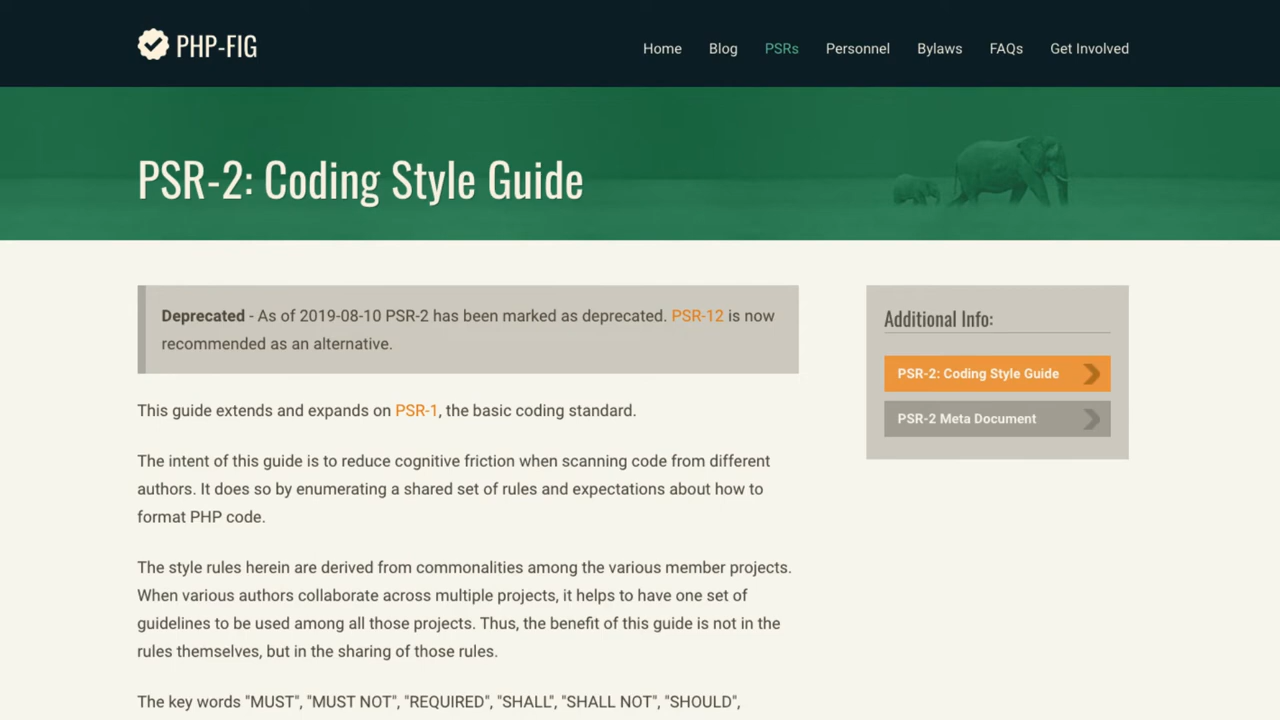 PHP-FIG
Home Blog PSRs Personnel Bylaws FAQs Get Involved
PSR-2: Coding Style Guide
Deprecated - As of 2019-08-10 PSR-2 has been marked as deprecated. PSR-12 is now
recommended as an alternative.
This guide extends and expands on PSR-1, the basic coding standard.
The intent of this guide is to reduce cognitive friction when scanning code from different
authors. It does so by enumerating a shared set of rules and expectations about how to
format PHP code.
The style rules herein are derived from commonalities among the various member projects.
When various authors collaborate across multiple projects, it helps to have one set of
guidelines to be used among all those projects. Thus, the benefit of this guide is not in the
rules themselves, but in the sharing of those rules.
The key words "MUST", "MUST NOT", "REQUIRED", "SHALL", "SHALL NOT", "SHOULD",
Additional Info:
PSR-2: Coding Style Guide
PSR-2 Meta Document